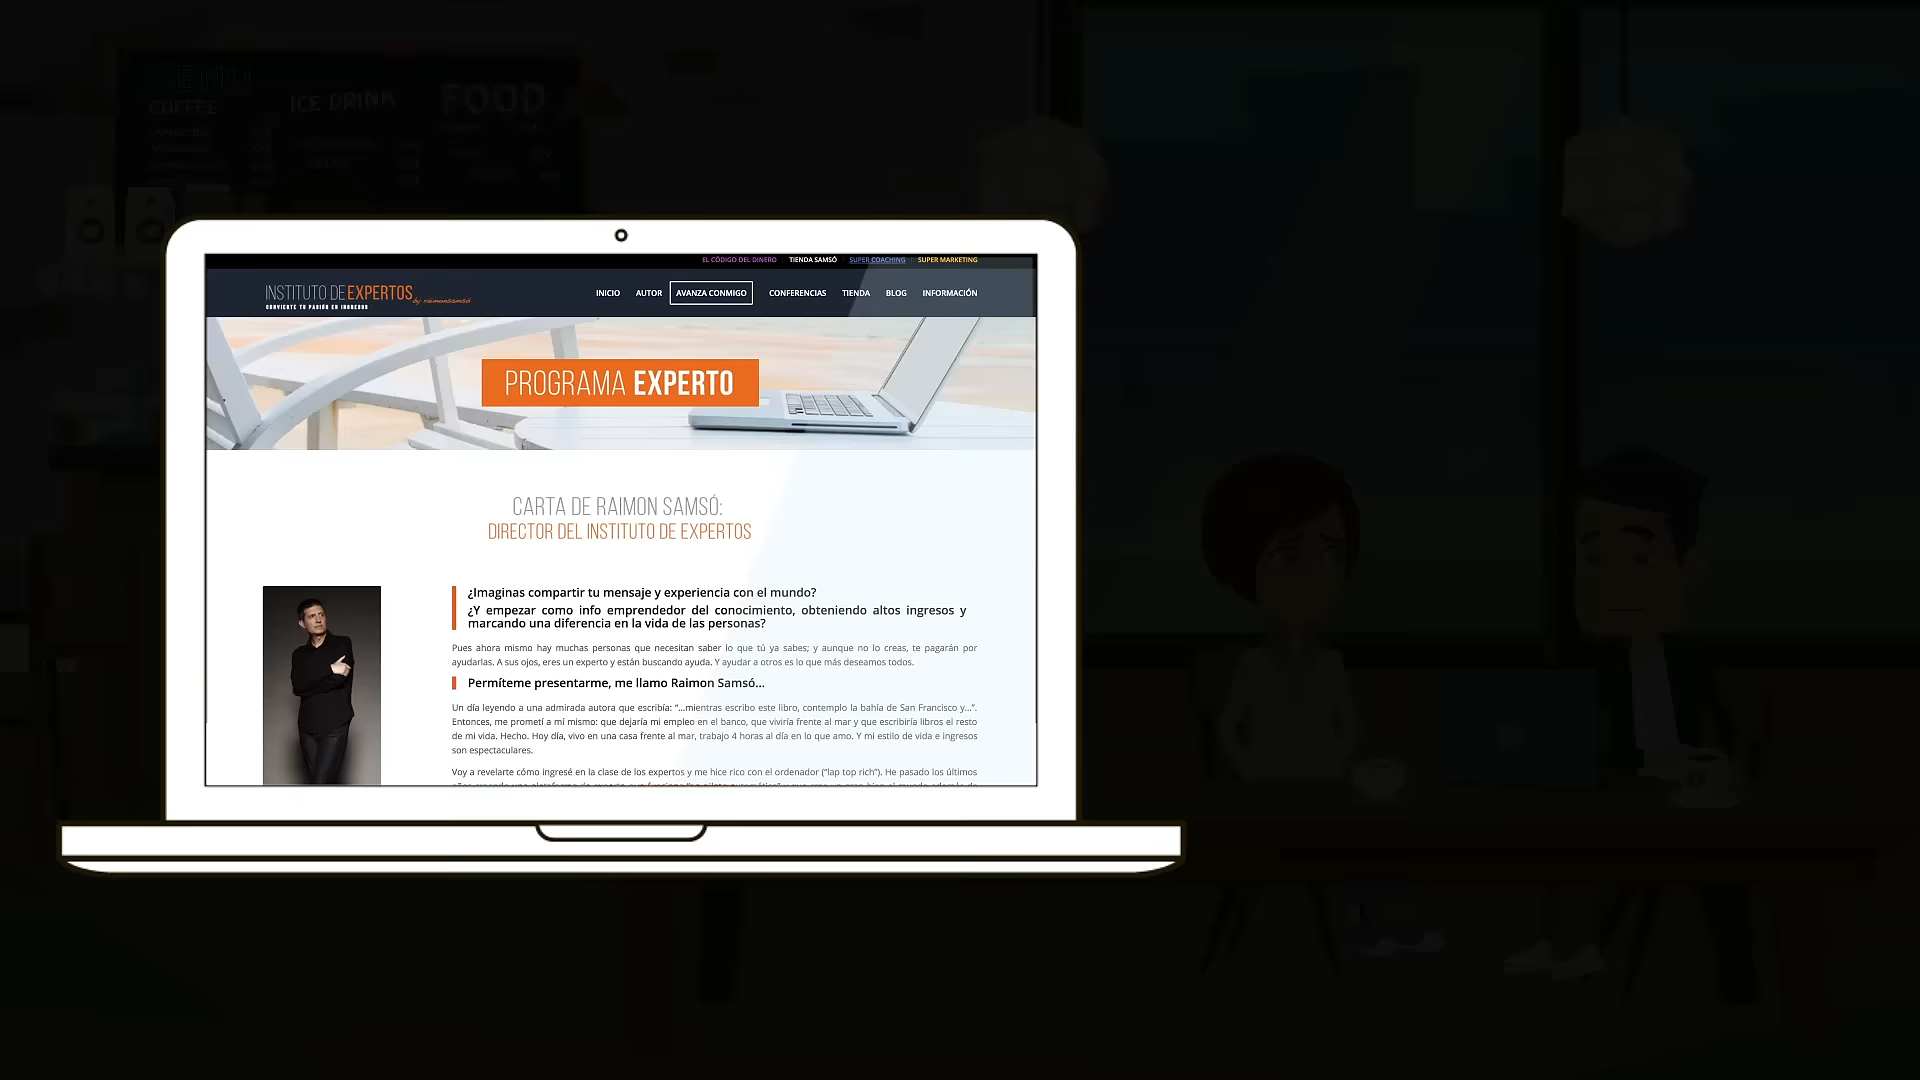 COFFEE
ICE DRINK
FOOD
EL CÓDIGO DEL DINERO
TIENDA SAMSÓ
SUPER COACHING
SUPER MARKETING
INSTITUTO DE EXPERTOS
by raimonsamsó
CONVIERTE TU PASIÓN EN INGRESOS
INICIO
AUTOR
AVANZA CONMIGO
CONFERENCIAS
TIENDA
BLOG
INFORMACIÓN
PROGRAMA EXPERTO
CARTA DE RAIMON SAMSÓ:
DIRECTOR DEL INSTITUTO DE EXPERTOS
¿Imaginas compartir tu mensaje y experiencia con el mundo?
¿Y empezar como info emprendedor del conocimiento, obteniendo altos ingresos y
marcando una diferencia en la vida de las personas?
Pues ahora mismo hay muchas personas que necesitan saber lo que tú ya sabes; y aunque no lo creas, te pagarán por
ayudarlas. A sus ojos, eres un experto y están buscando ayuda. Y ayudar a otros es lo que más deseamos todos.
Permíteme presentarme, me llamo Raimon Samsó...
Un día leyendo a una admirada autora que escribía: “...mientras escribo este libro, contemplo la bahía de San Francisco y...”.
Entonces, me prometí a mí mismo: que dejaría mi empleo en el banco, que viviría frente al mar y que escribiría libros el resto
de mi vida. Hecho. Hoy día, vivo en una casa frente al mar, trabajo 4 horas al día en lo que amo. Y mi estilo de vida e ingresos
son espectaculares.
Voy a revelarte cómo ingresé en la clase de los expertos y me hice rico con el ordenador (“lap top rich”). He pasado los últimos